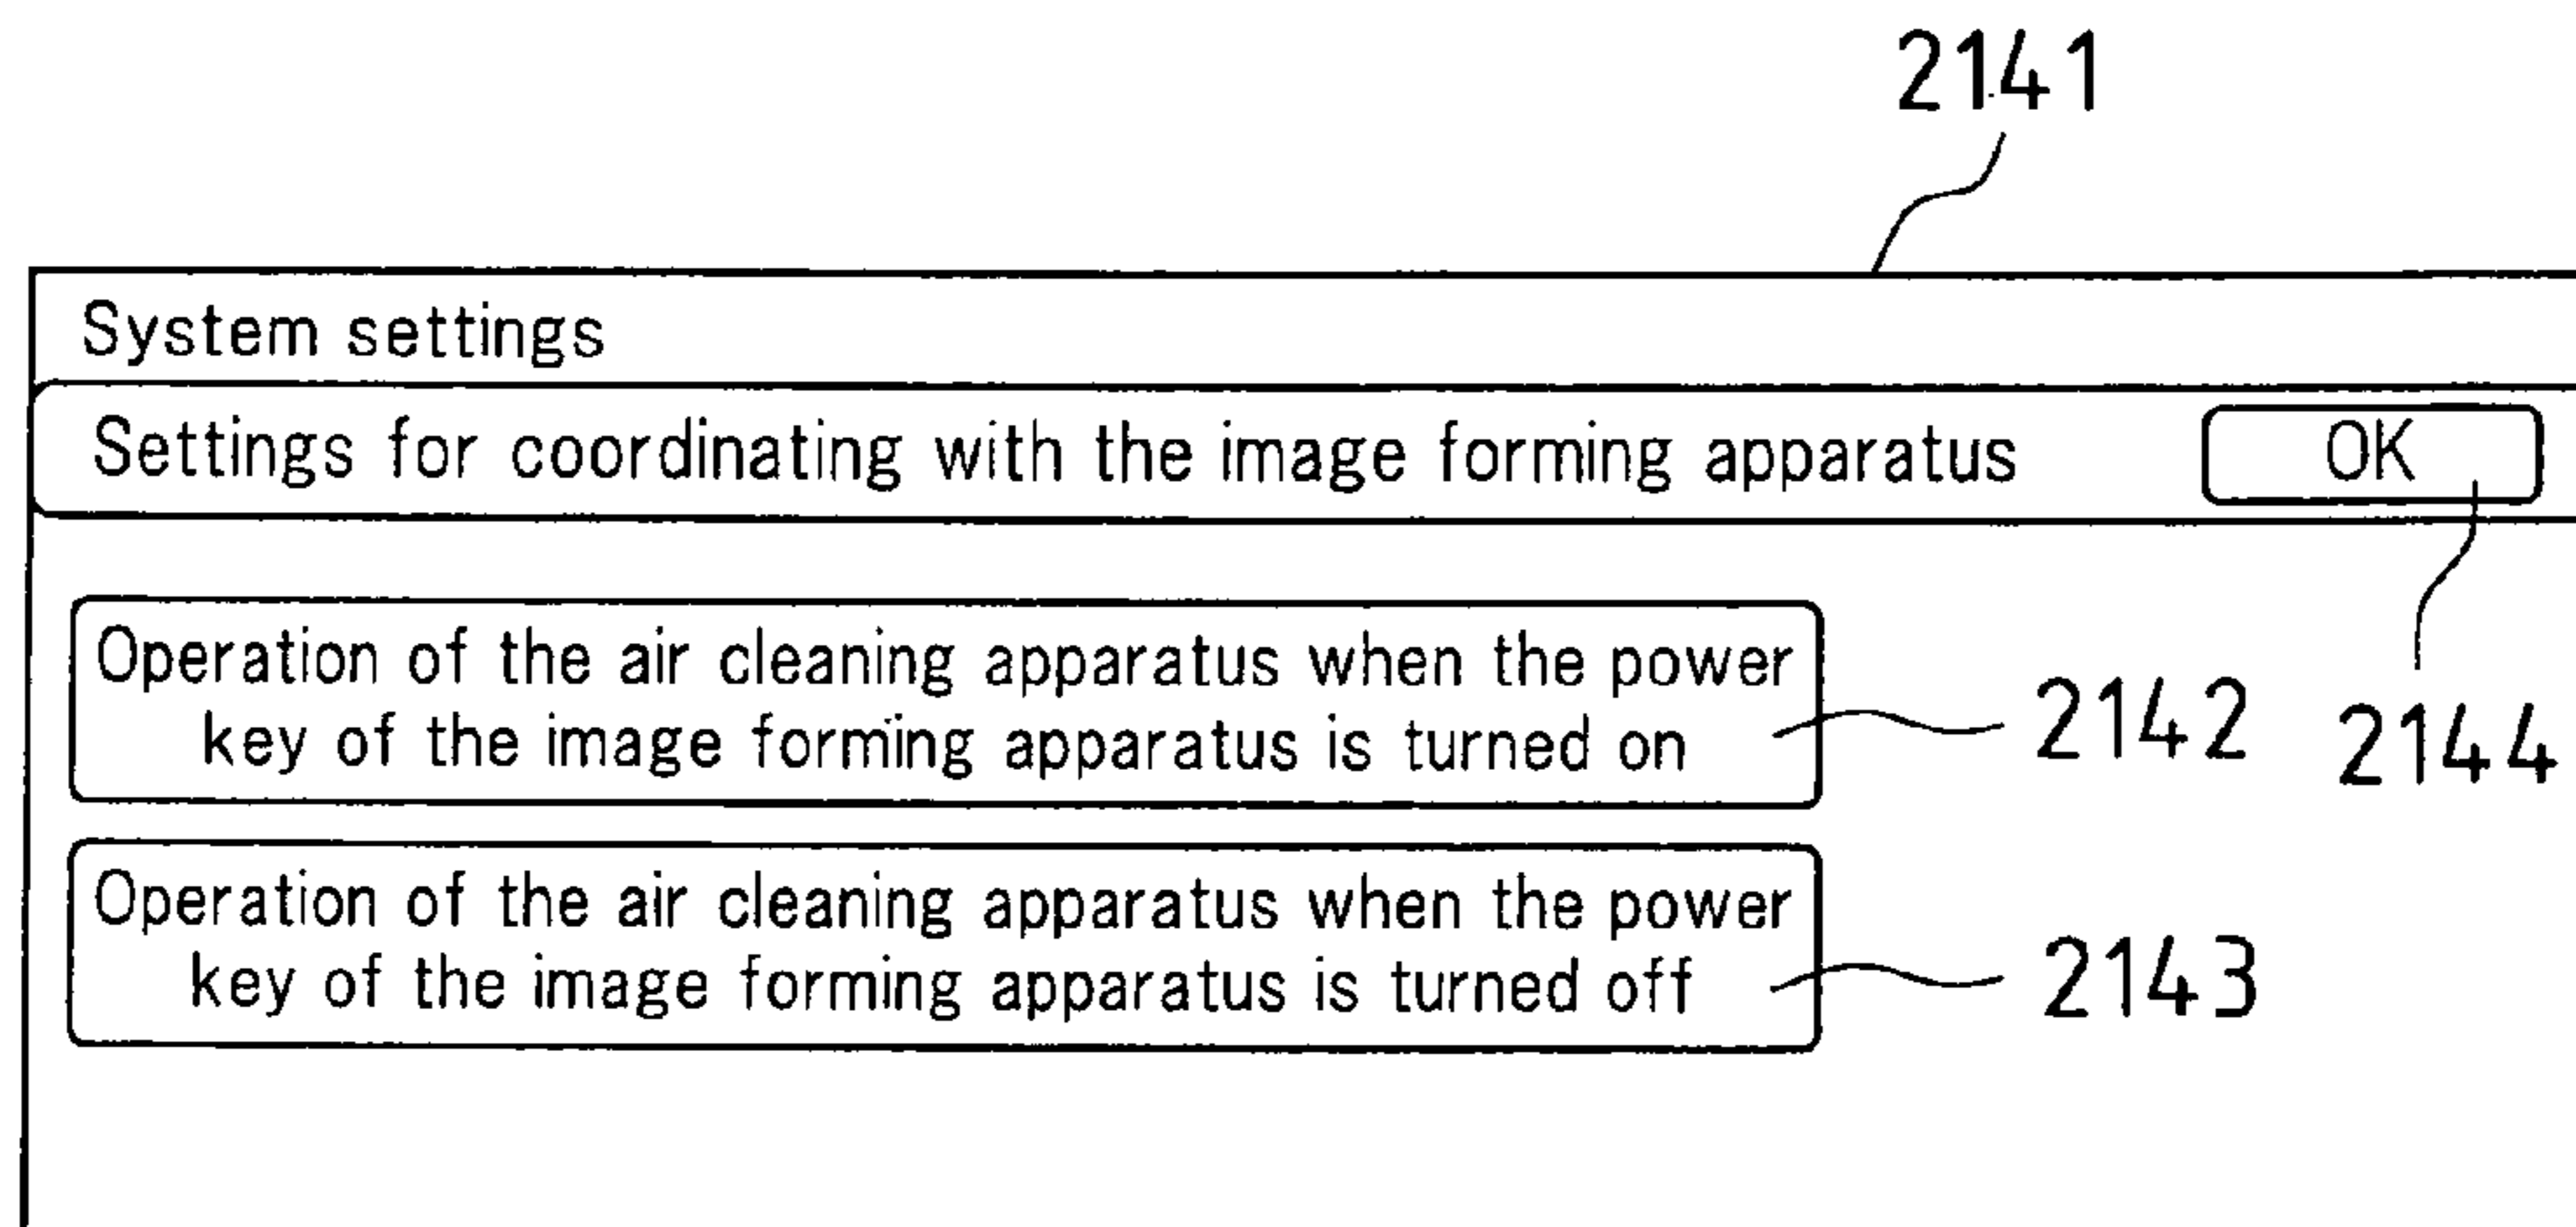 2141
System settings
Settings for coordinating with the image forming apparatus OK
Operation of the air cleaning apparatus when the power
key of the image forming apparatus is turned on
2142
2144
Operation of the air cleaning apparatus when the power
key of the image forming apparatus is turned off
2143